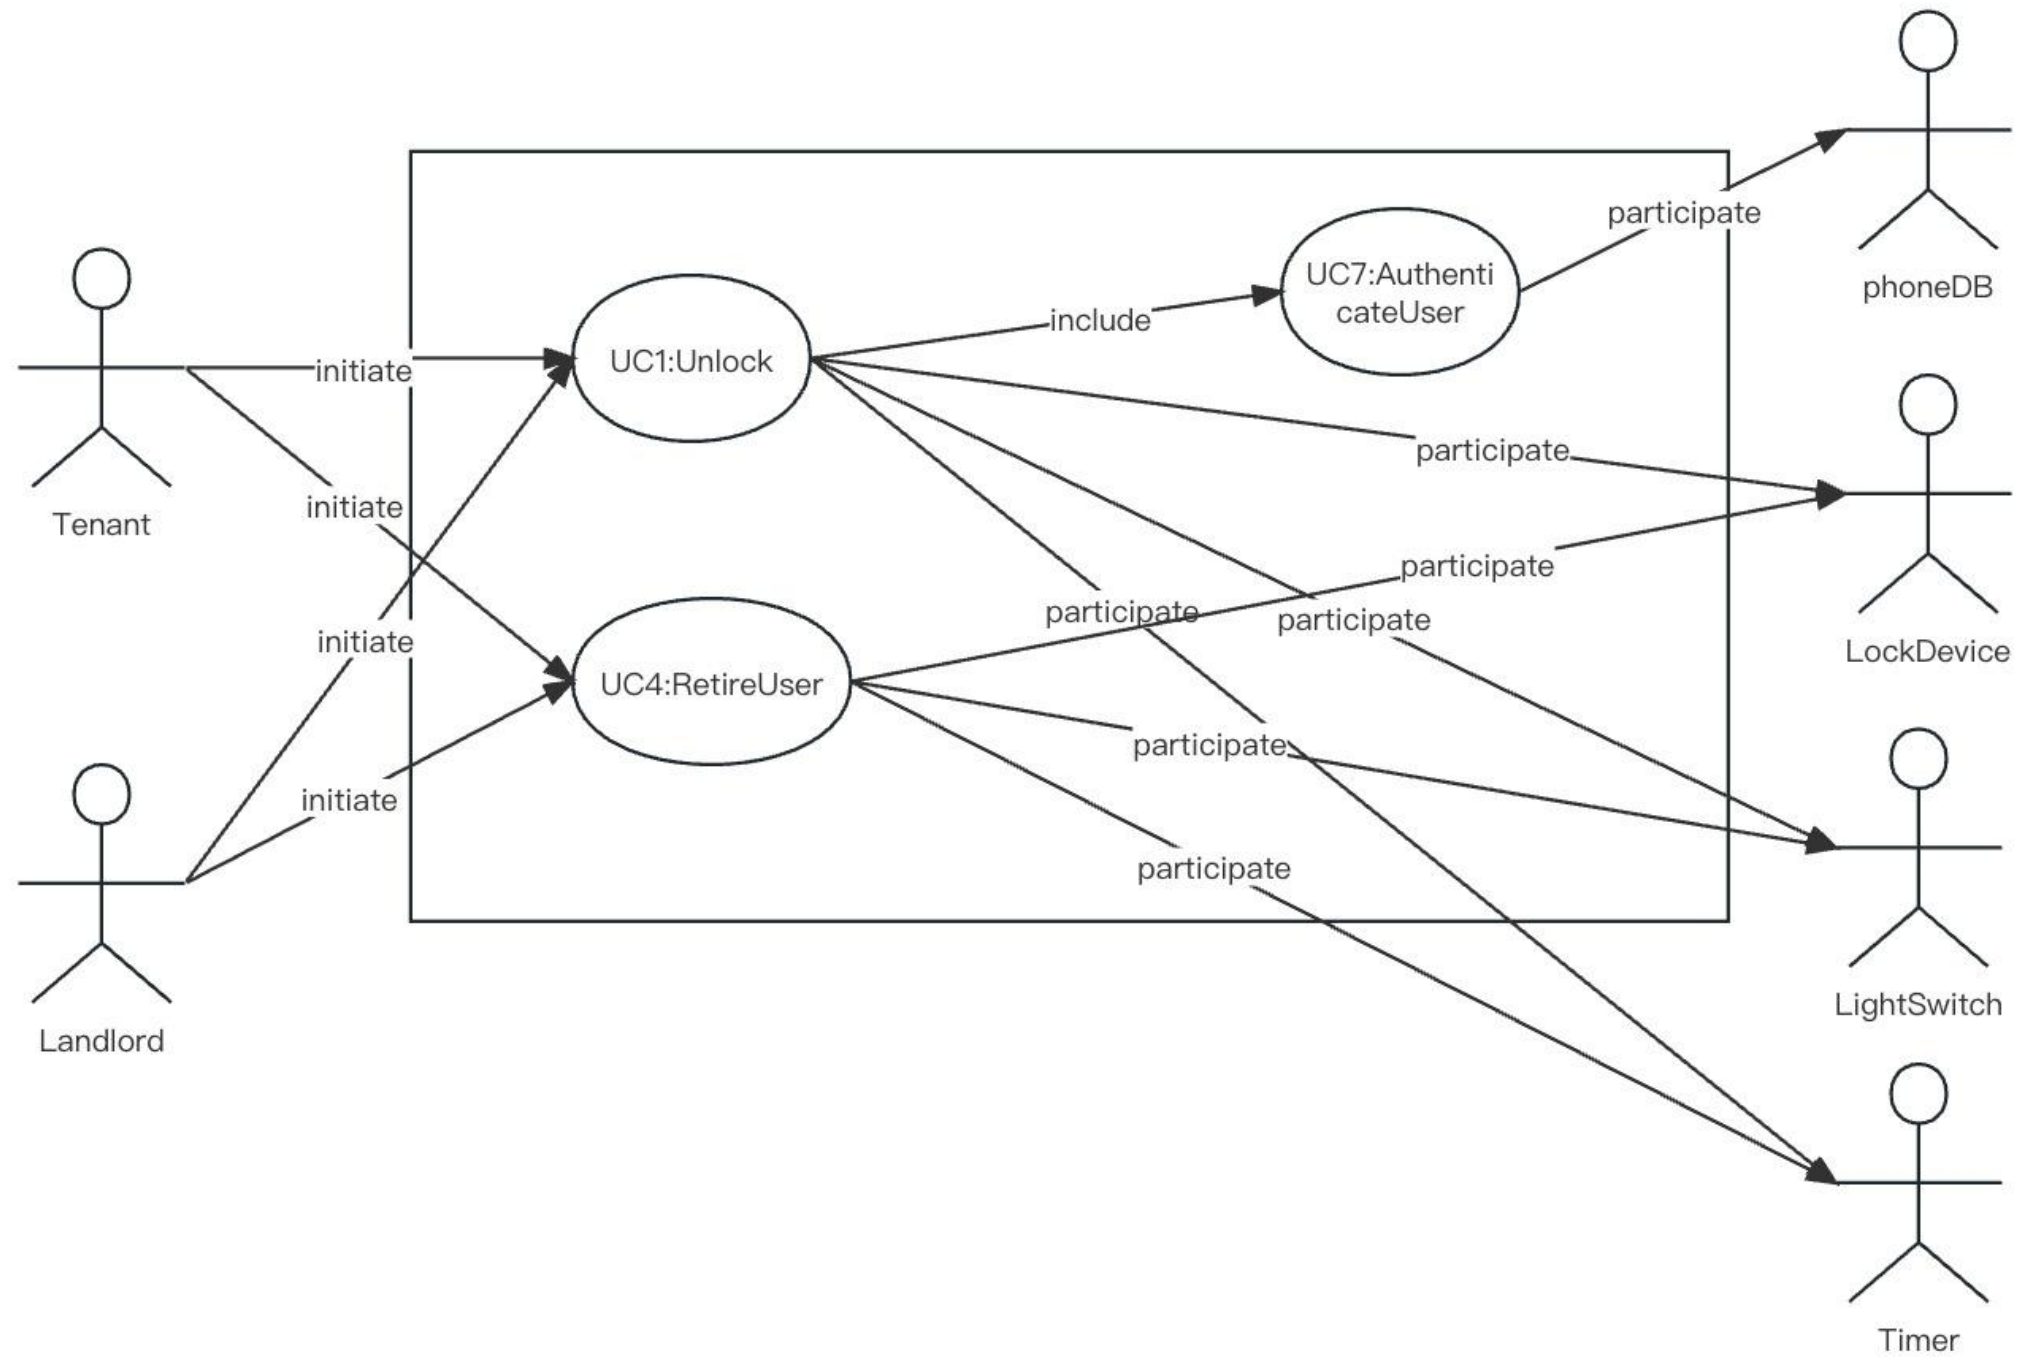 participate
phoneDB
UC7:Authenti
cateUser
include
UC1:Unlock
initiate
participate
initiate
Tenant
participate
participate
participate
initiate
LockDevice
UC4:RetireUser
participate
initiate
participate
LightSwitch
Landlord
Timer